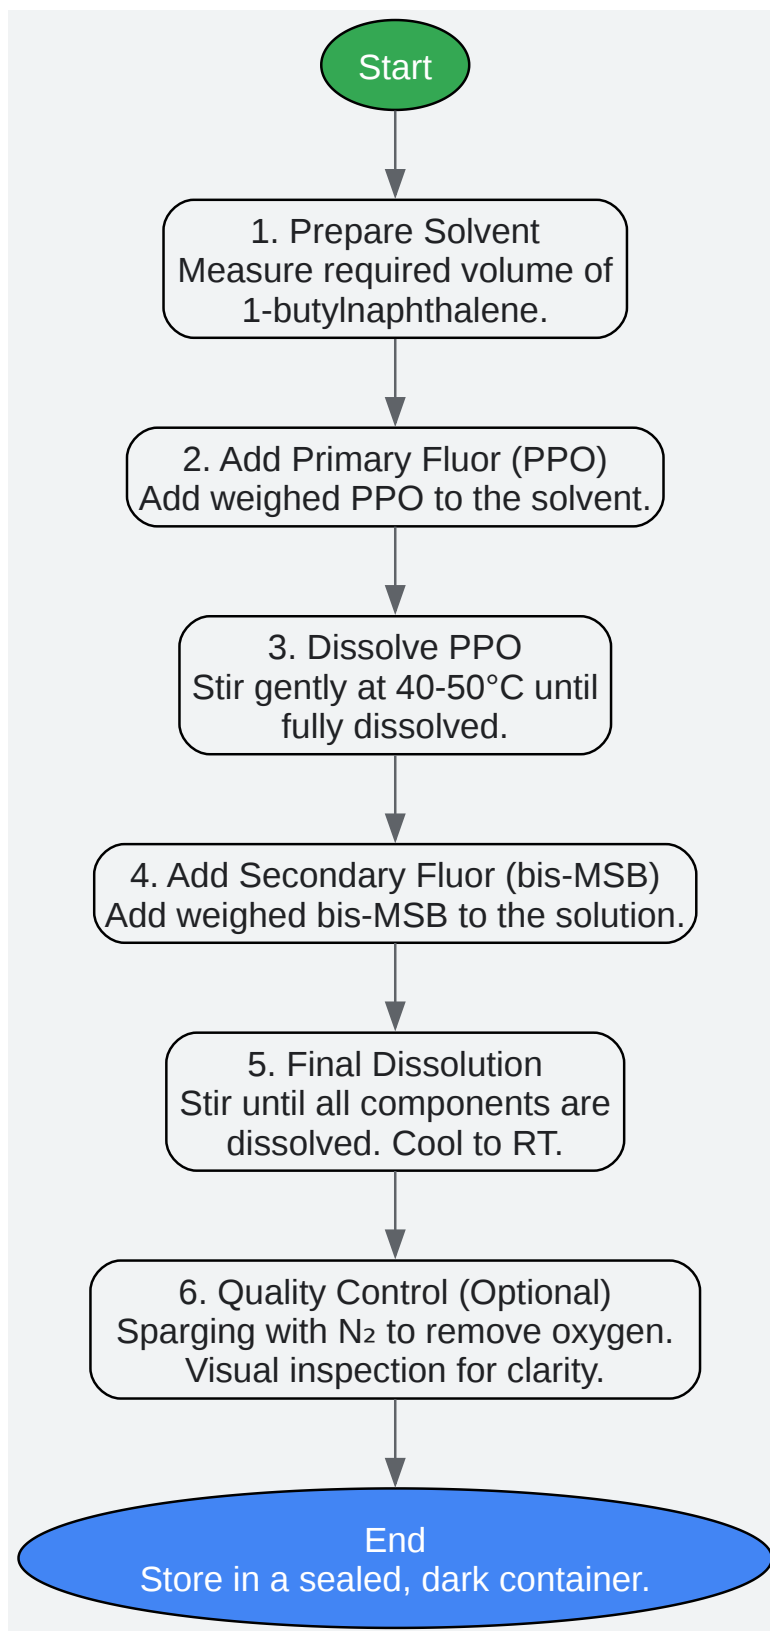 Start
1. Prepare Solvent
Measure required volume of
1-butylnaphthalene.
2. Add Primary Fluor (PPO)
Add weighed PPO to the solvent.
3. Dissolve PPO
Stir gently at 40-50°C until
fully dissolved.
4. Add Secondary Fluor (bis-MSB)
Add weighed bis-MSB to the solution.
5. Final Dissolution
Stir until all components are
dissolved. Cool to RT.
6. Quality Control (Optional)
Sparging with N₂ to remove oxygen.
Visual inspection for clarity.
End
Store in a sealed, dark container.